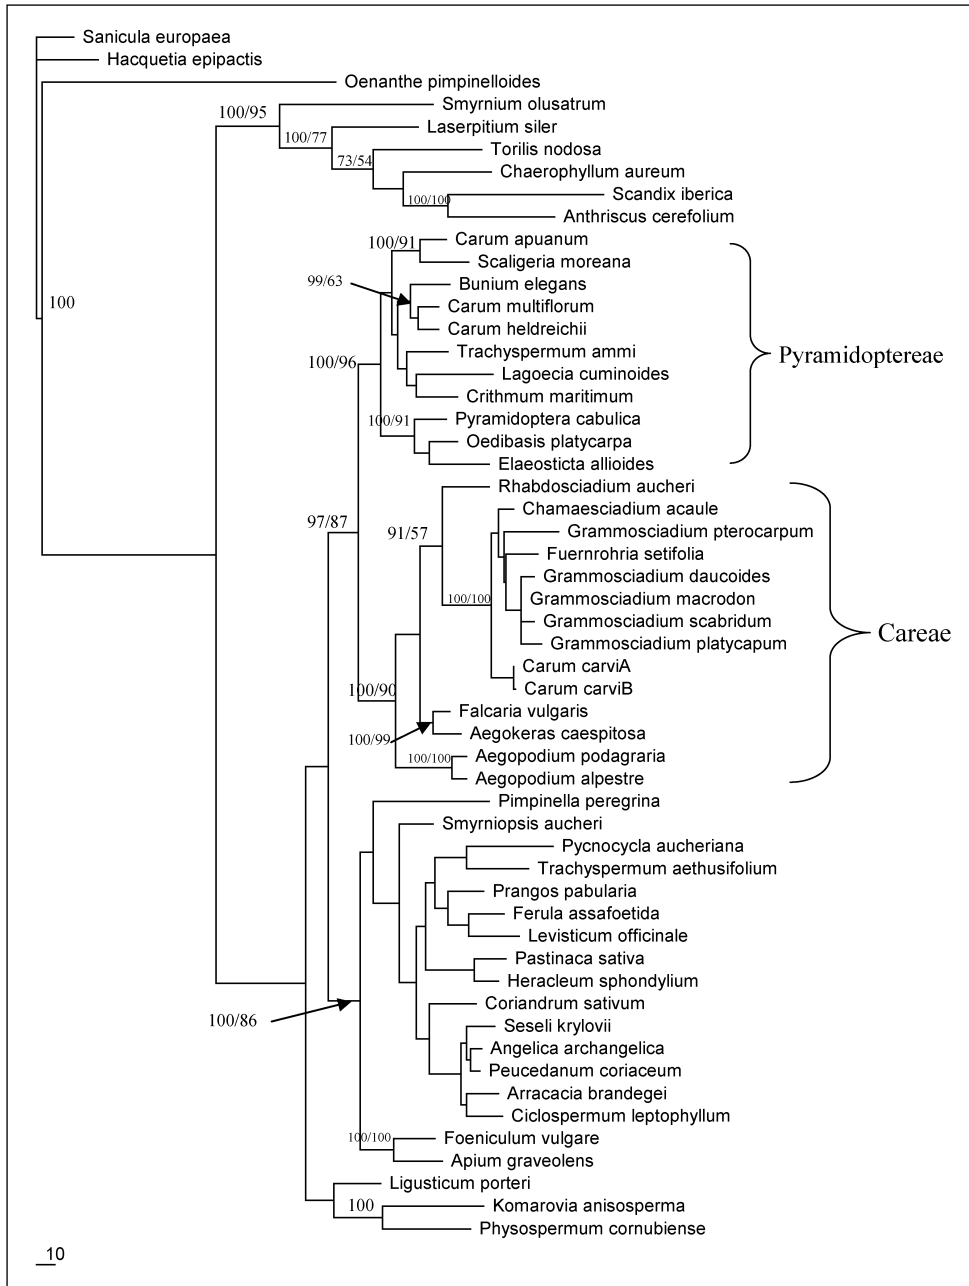 Sanicula europaea
Hacquetia epipactis
Oenanthe pimpinelloides
Smyrnium olusatrum
100/95
Laserpitium siler
100/77
Torilis nodosa
73/54
Chaerophyllum aureum
Scandix iberica
100/100
Anthriscus cerefolium
Carum apuanum
100/91
Scaligeria moreana
99/63
Bunium elegans
100
Carum multiflorum
Carum heldreichii
Trachyspermum ammi
Pyramidoptereae
100/96
Lagoecia cuminoides
Crithmum maritimum
100/91
Pyramidoptera cabulica
Oedibasis platycarpa
Elaeosticta allioides
Rhabdosciadium aucheri
Chamaesciadium acaule
97/87
91/57
Grammosciadium pterocarpum
Fuernrohria setifolia
Grammosciadium daucoides
100/100
Grammosciadium macrodon
Grammosciadium scabridum
Careae
Grammosciadium platycapum
Carum carviA
100/90
Carum carviB
Falcaria vulgaris
100/99
Aegokeras caespitosa
100/100
Aegopodium podagraria
Aegopodium alpestre
Pimpinella peregrina
Smyrniopsis aucheri
Pycnocycla aucheriana
Trachyspermum aethusifolium
Prangos pabularia
Ferula assafoetida
Levisticum officinale
Pastinaca sativa
Heracleum sphondylium
Coriandrum sativum
100/86
Seseli krylovii
Angelica archangelica
Peucedanum coriaceum
Arracacia brandegei
Ciclospermum leptophyllum
100/100
Foeniculum vulgare
Apium graveolens
Ligusticum porteri
100
Komarovia anisosperma
Physospermum cornubiense
10